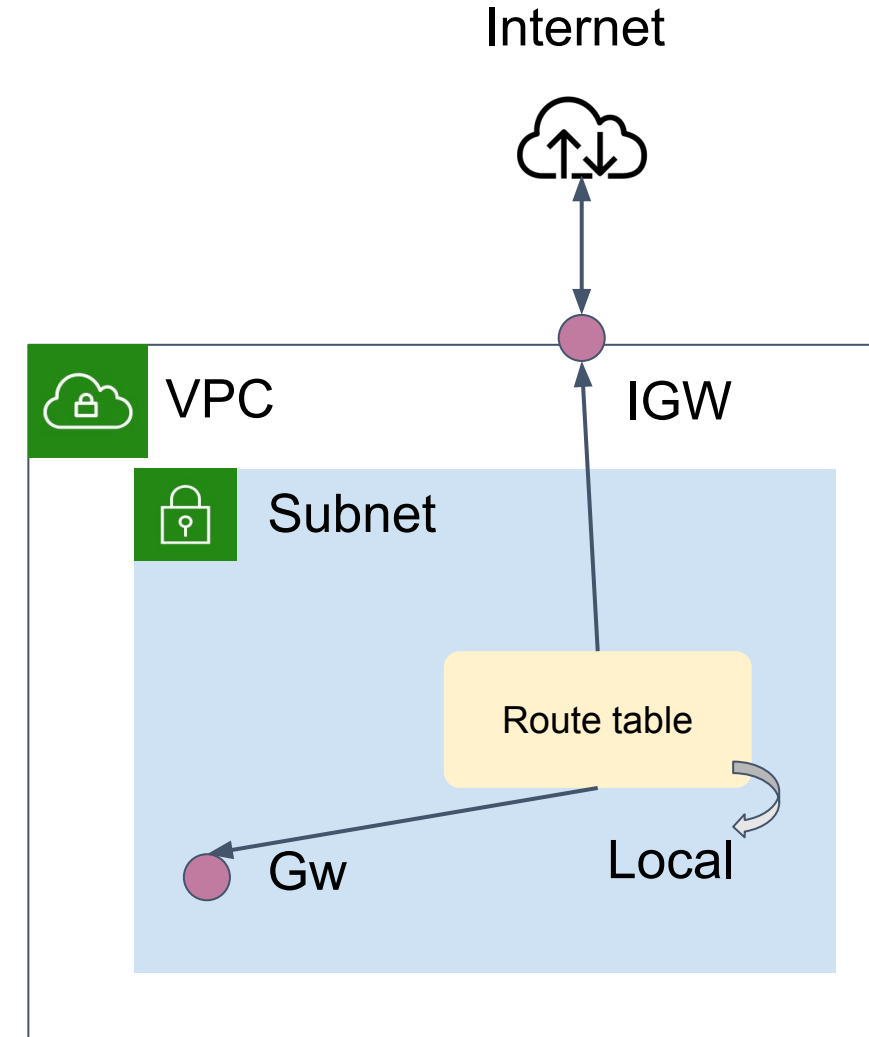 Internet
VPC
IGW
Subnet
Route table
Gw
Local